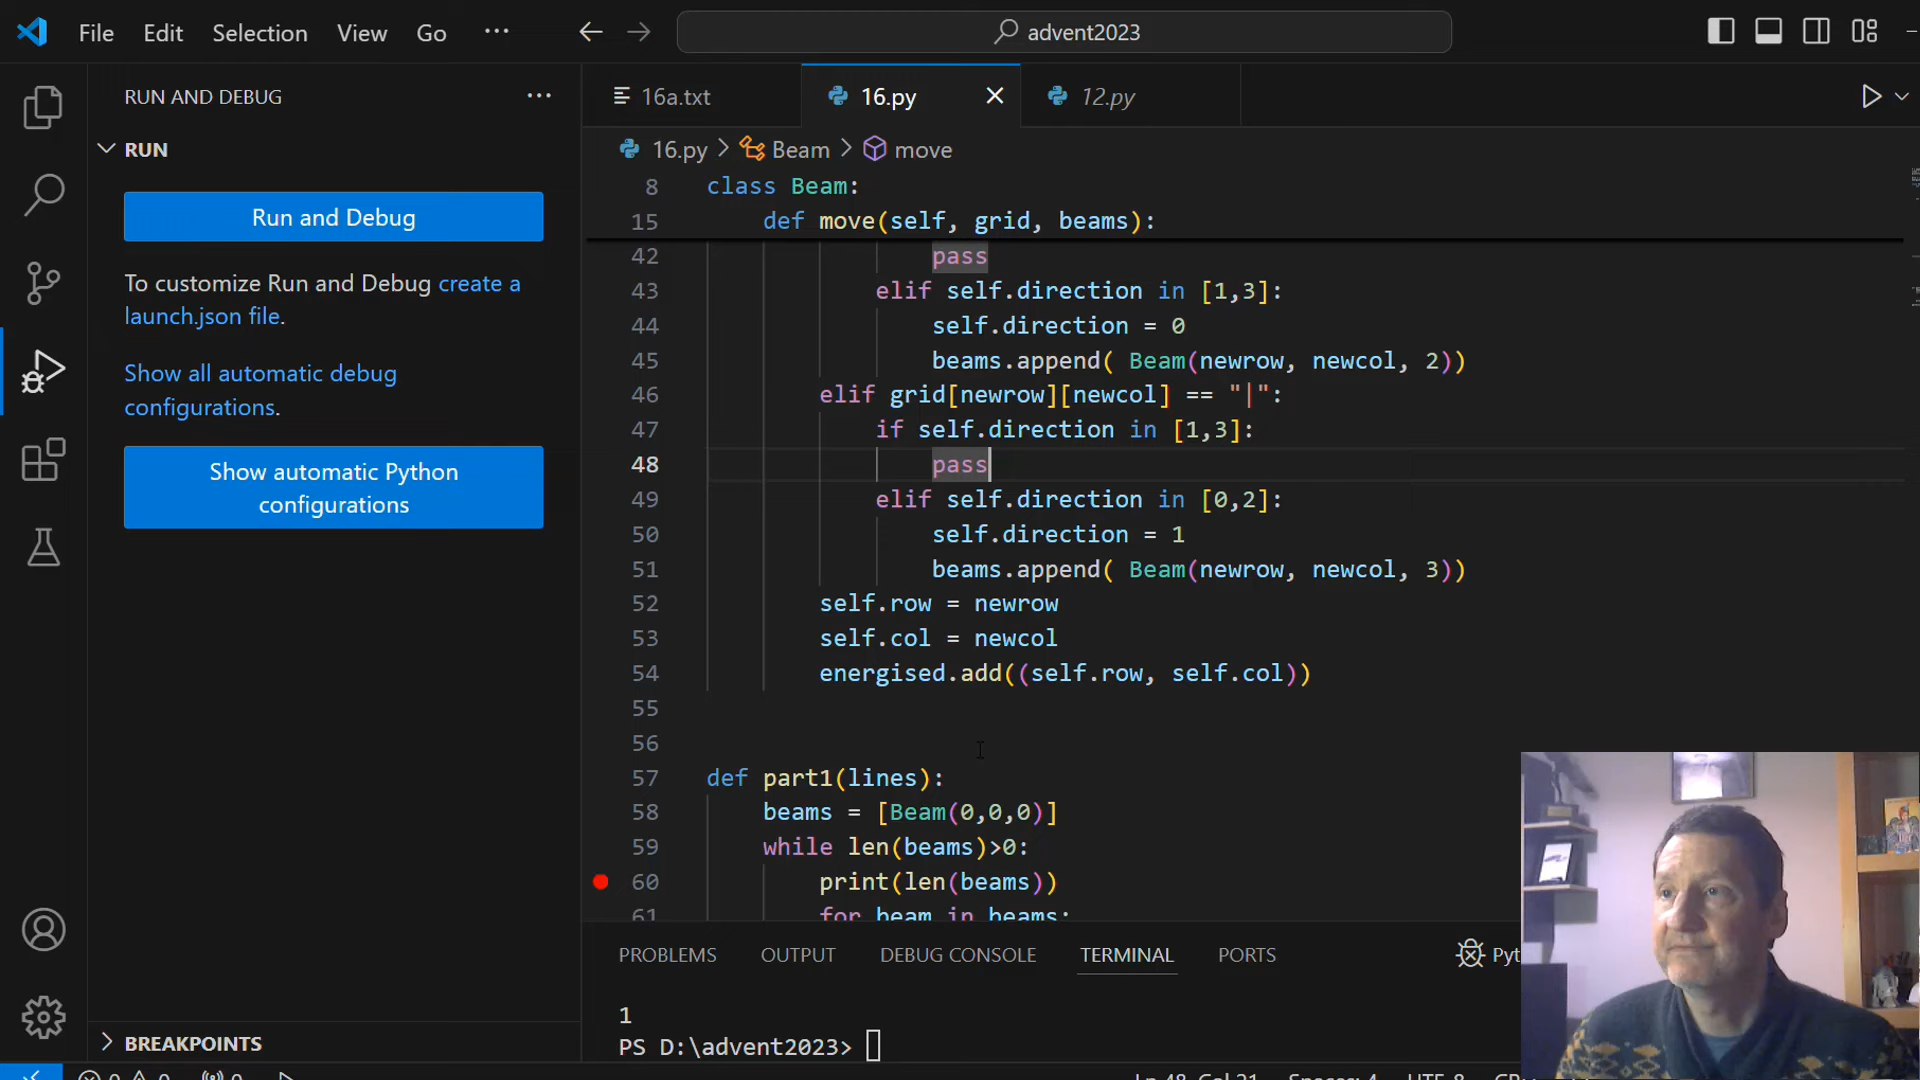 File Edit Selection View Go ··· advent2023
RUN AND DEBUG ···
RUN
Run and Debug
To customize Run and Debug create a
launch.json file.
Show all automatic debug
configurations.
Show automatic Python
configurations
BREAKPOINTS
16a.txt 16.py 12.py
16.py > Beam > move
8 class Beam:
15 def move(self, grid, beams):
42 pass
43 elif self.direction in [1,3]:
44 self.direction = 0
45 beams.append( Beam(newrow, newcol, 2))
46 elif grid[newrow][newcol] == "|":
47 if self.direction in [1,3]:
48 pass
49 elif self.direction in [0,2]:
50 self.direction = 1
51 beams.append( Beam(newrow, newcol, 3))
52 self.row = newrow
53 self.col = newcol
54 energised.add((self.row, self.col))
55
56
57 def part1(lines):
58 beams = [Beam(0,0,0)]
59 while len(beams)>0:
60 print(len(beams))
61 for beam in beams:
PROBLEMS OUTPUT DEBUG CONSOLE TERMINAL PORTS Pyt
1
PS D:\advent2023>